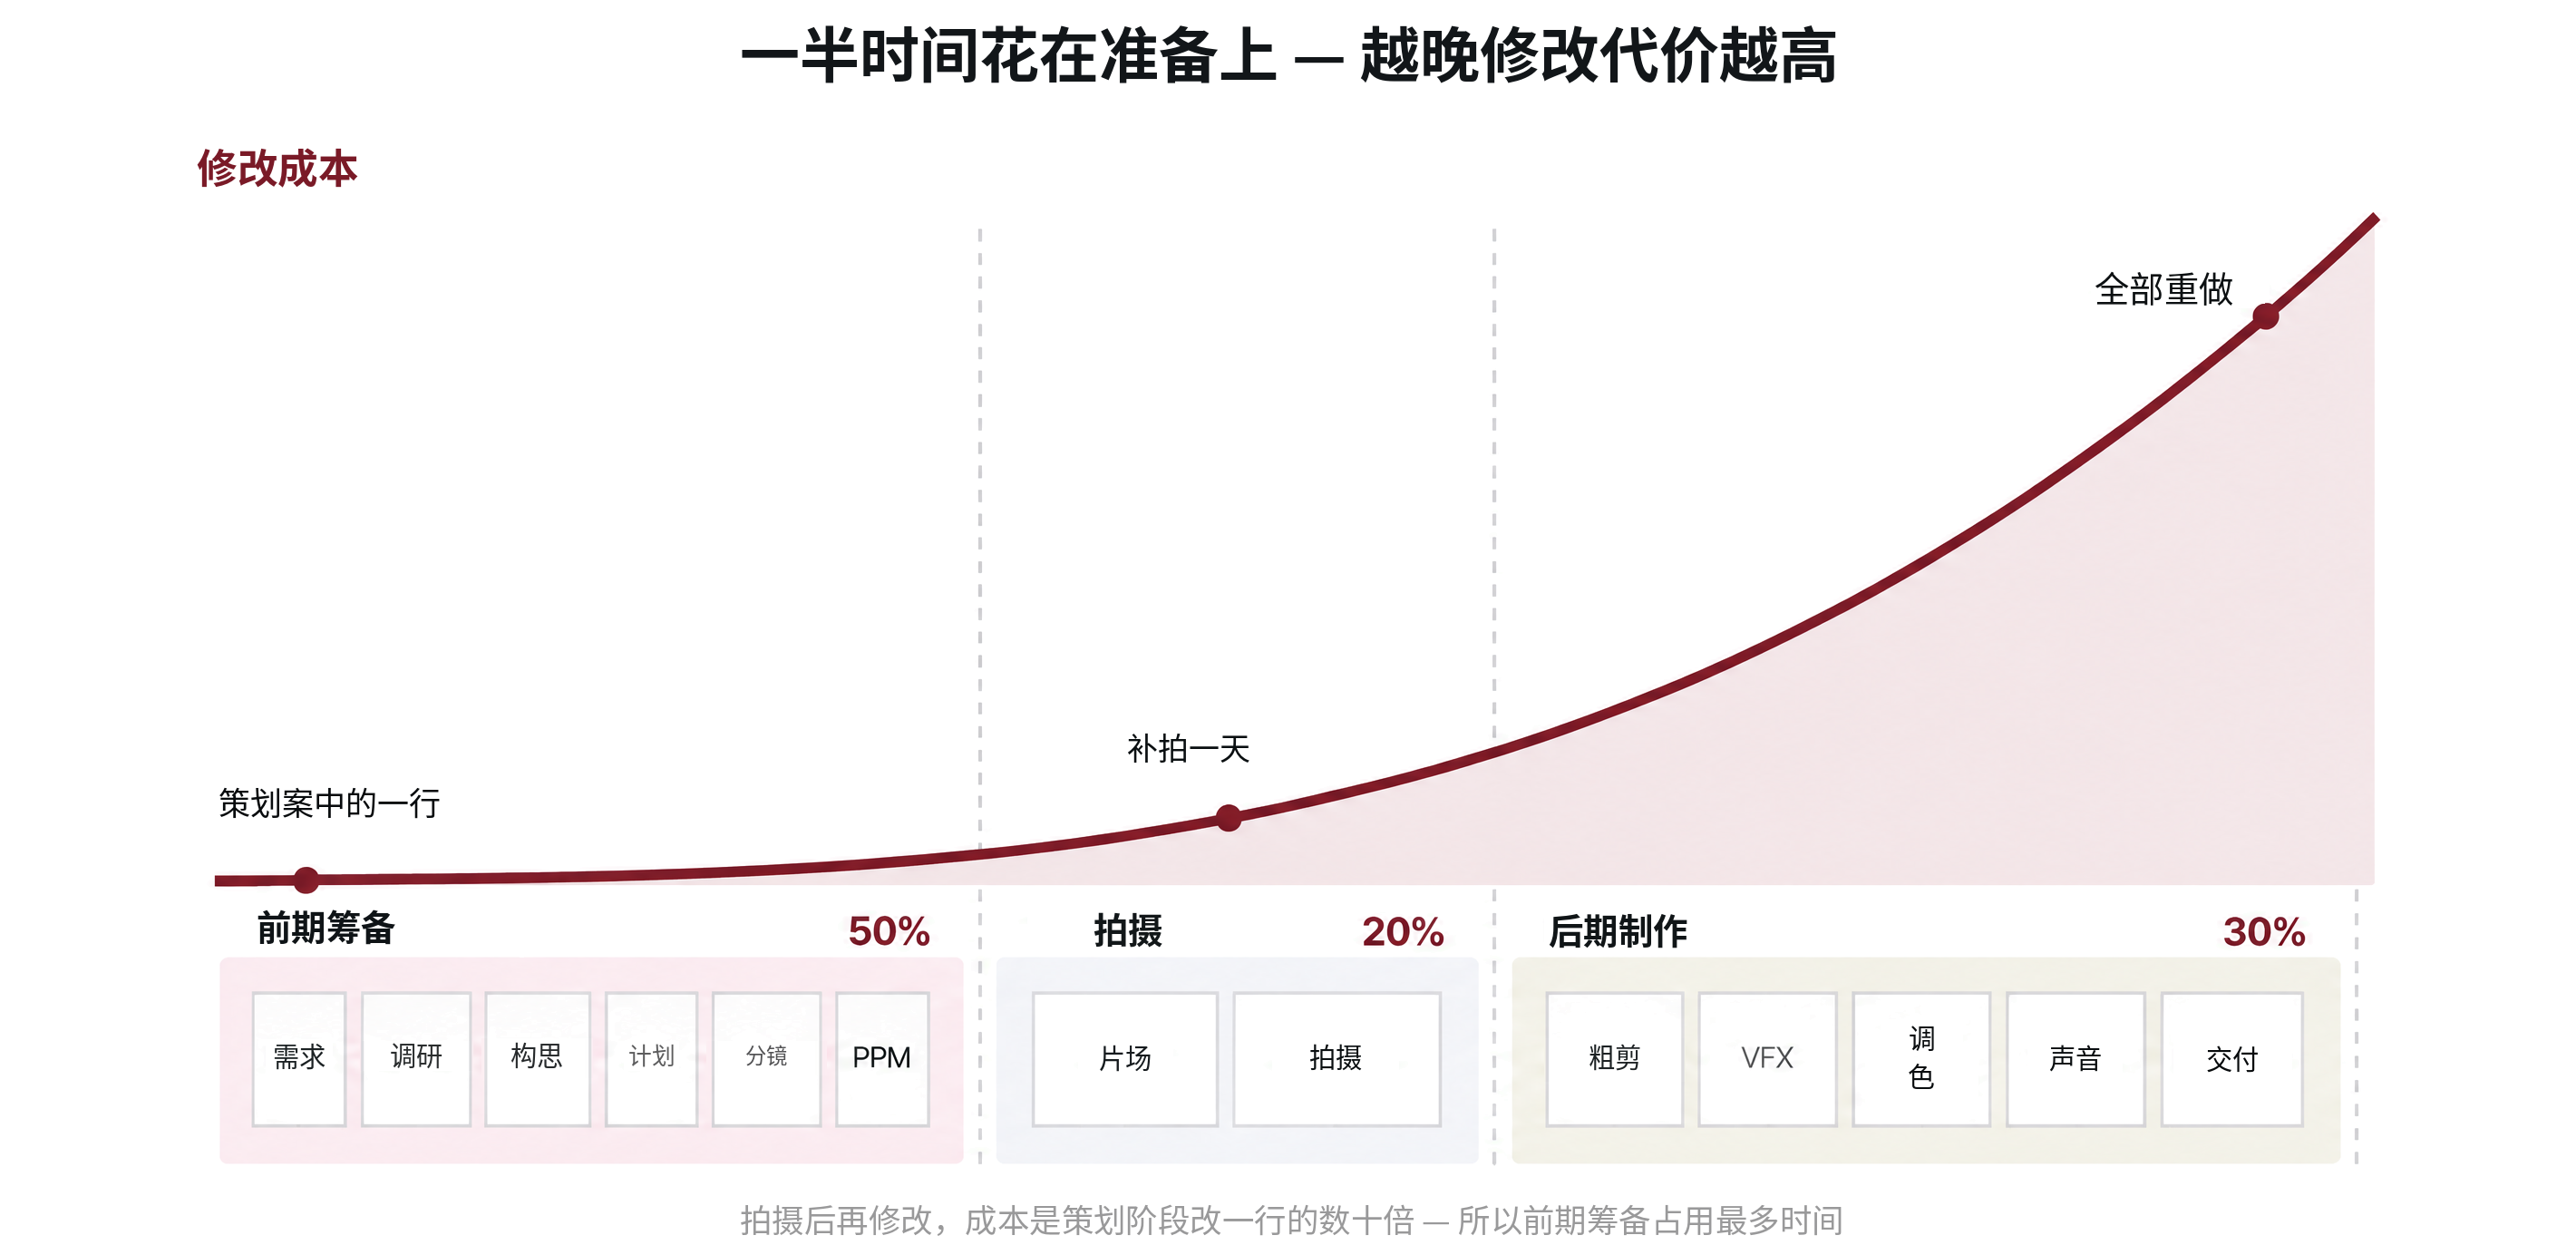 一半时间花在准备上 — 越晚修改代价越高
修改成本
全部重做
补拍一天
策划案中的一行
前期筹备 50%
拍摄 20%
后期制作 30%
需求
调研
构思
计划
分镜
PPM
片场
拍摄
粗剪
VFX
调
色
声音
交付
拍摄后再修改，成本是策划阶段改一行的数十倍 — 所以前期筹备占用最多时间